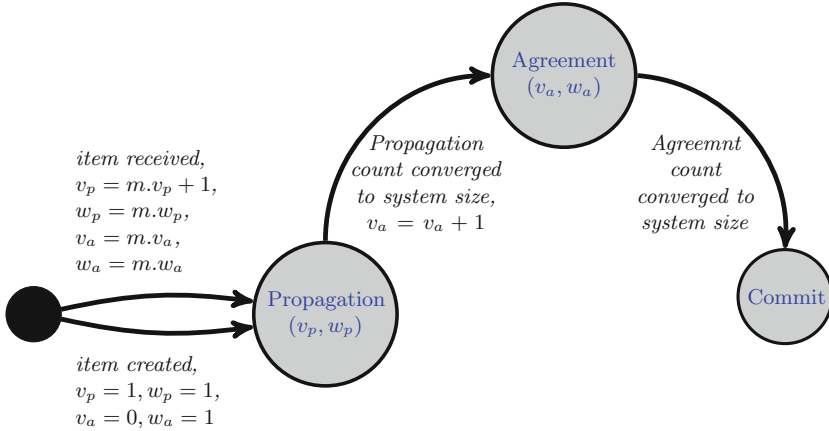 Agreement
(v_a, w_a)
Propagation
count converged
to system size,
v_a = v_a + 1
Agreemnt
count
converged to
system size
item received,
v_p = m.v_p + 1,
w_p = m.w_p,
v_a = m.v_a,
w_a = m.w_a
Propagation
(v_p, w_p)
Commit
item created,
v_p = 1, w_p = 1,
v_a = 0, w_a = 1